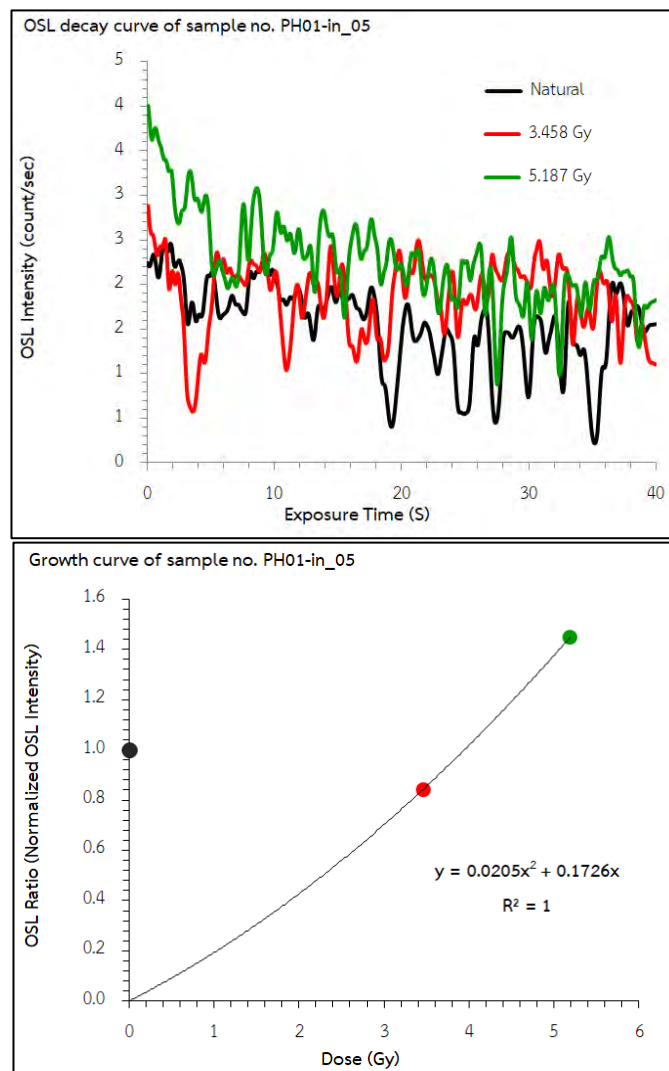 OSL decay curve of sample no. PH01-in_05
5
4
4
3
3
2
2
1
1
0
OSL Intensity (count/sec)
Natural
3.458 Gy
5.187 Gy
0 10 20 30 40
Exposure Time (S)
Growth curve of sample no. PH01-in_05
1.6
1.4
1.2
1.0
0.8
0.6
0.4
0.2
0.0
OSL Ratio (Normalized OSL Intensity)
y = 0.0205x² + 0.1726x
R² = 1
0 1 2 3 4 5 6
Dose (Gy)